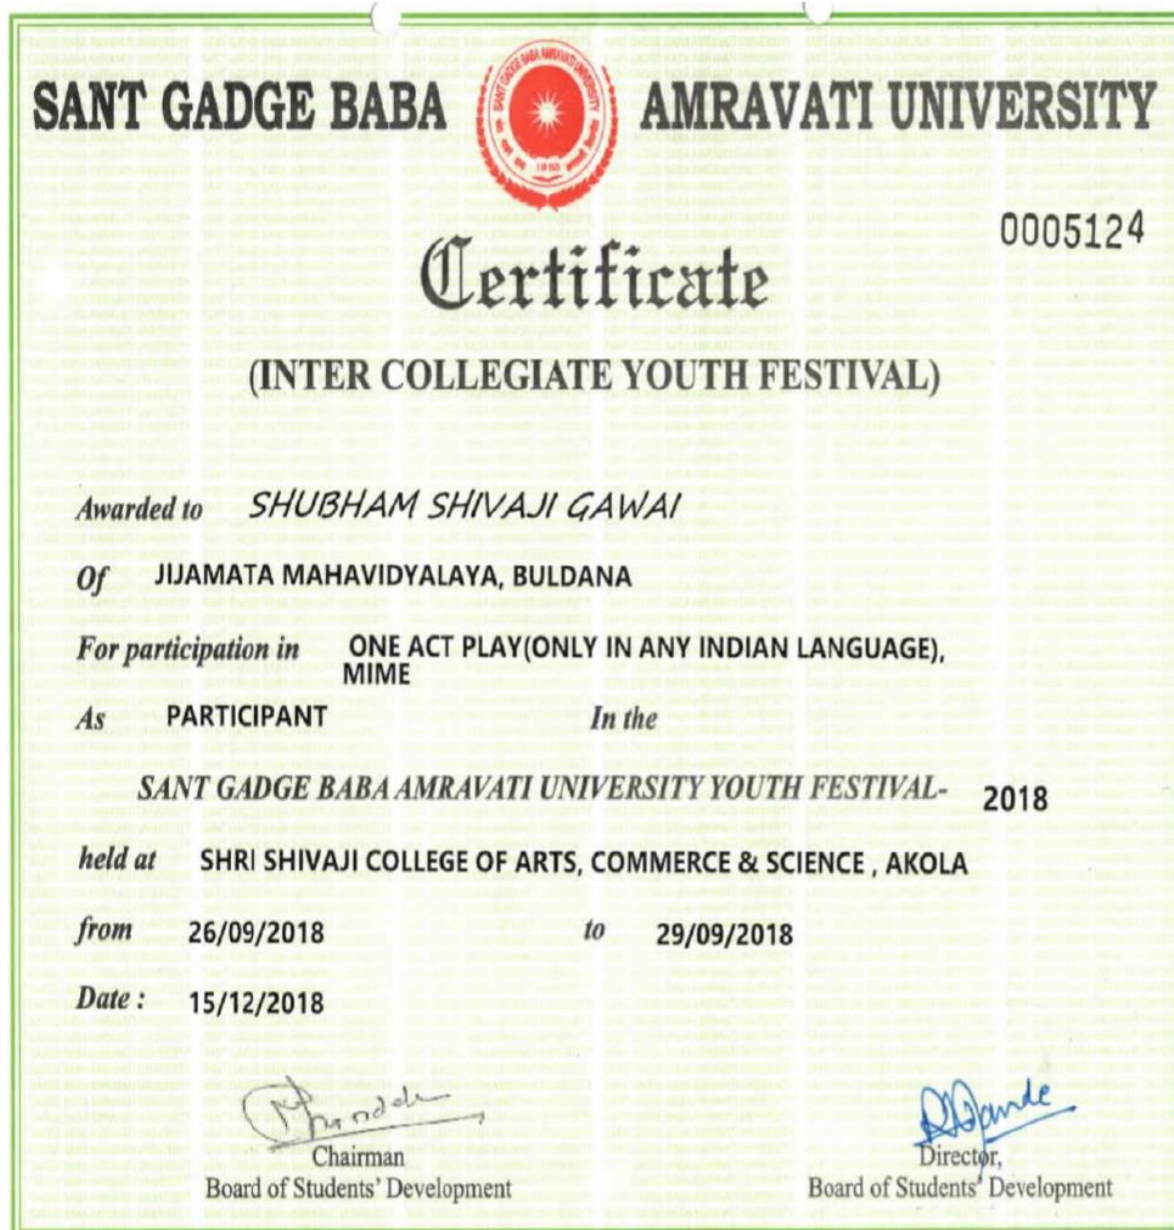 SANT GADGE BABA AMRAVATI UNIVERSITY
0005124
Certificate
(INTER COLLEGIATE YOUTH FESTIVAL)
Awarded to SHUBHAM SHIVAJI GAWAI
Of JIJAMATA MAHAVIDYALAYA, BULDANA
For participation in ONE ACT PLAY(ONLY IN ANY INDIAN LANGUAGE),
MIME
As PARTICIPANT In the
SANT GADGE BABA AMRAVATI UNIVERSITY YOUTH FESTIVAL- 2018
held at SHRI SHIVAJI COLLEGE OF ARTS, COMMERCE & SCIENCE , AKOLA
from 26/09/2018 to 29/09/2018
Date : 15/12/2018
Chairman
Board of Students' Development
Director,
Board of Students' Development